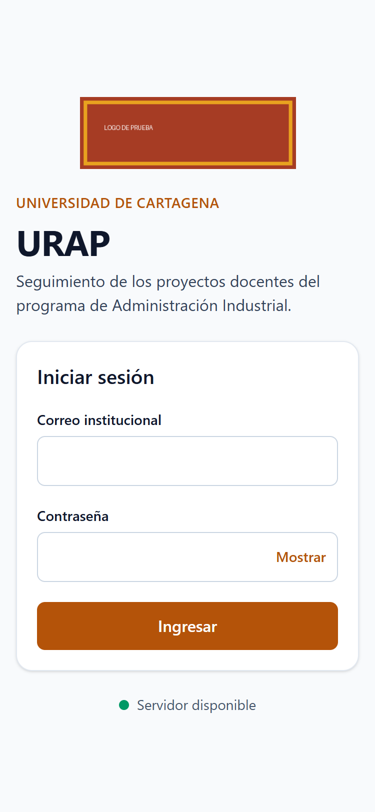 LOGO DE PRUEBA
UNIVERSIDAD DE CARTAGENA
URAP
Seguimiento de los proyectos docentes del
programa de Administración Industrial.
Iniciar sesión
Correo institucional
Contraseña
Mostrar
Ingresar
Servidor disponible